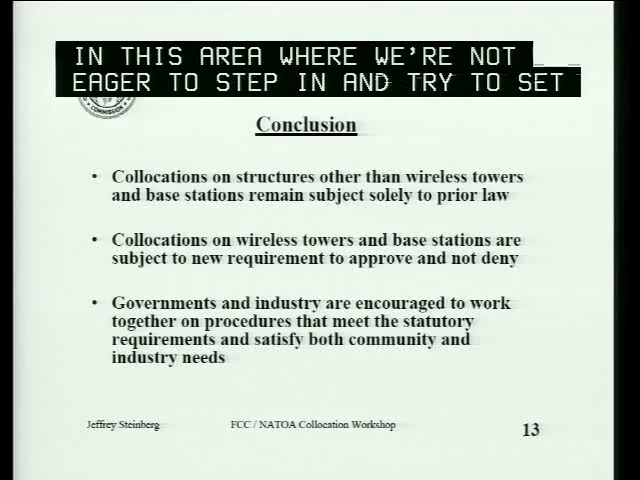 IN THIS AREA WHERE WE'RE NOT
EAGER TO STEP IN AND TRY TO SET
COMMISSION
Conclusion
• Collocations on structures other than wireless towers
and base stations remain subject solely to prior law
• Collocations on wireless towers and base stations are
subject to new requirement to approve and not deny
• Governments and industry are encouraged to work
together on procedures that meet the statutory
requirements and satisfy both community and
industry needs
Jeffrey Steinberg
FCC / NATOA Collocation Workshop
13